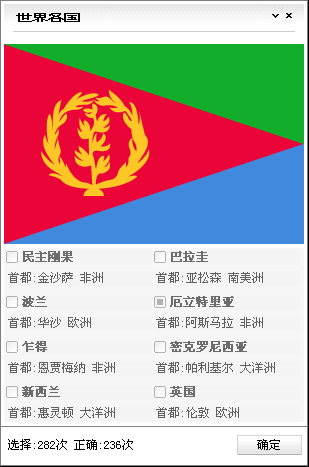 世界各国
民主刚果 巴拉圭
首都:金沙萨 非洲 首都:亚松森 南美洲
波兰 厄立特里亚
首都:华沙 欧洲 首都:阿斯马拉 非洲
乍得 密克罗尼西亚
首都:恩贾梅纳 非洲 首都:帕利基尔 大洋洲
新西兰 英国
首都:惠灵顿 大洋洲 首都:伦敦 欧洲
选择:282次 正确:236次 确定